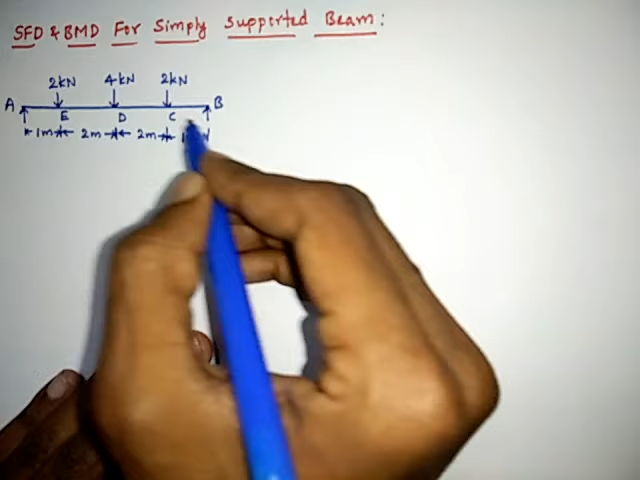 SFD & BMD For Simply Supported Beam:
2kN 4kN 2kN
A B
E D C
1m 2m 2m